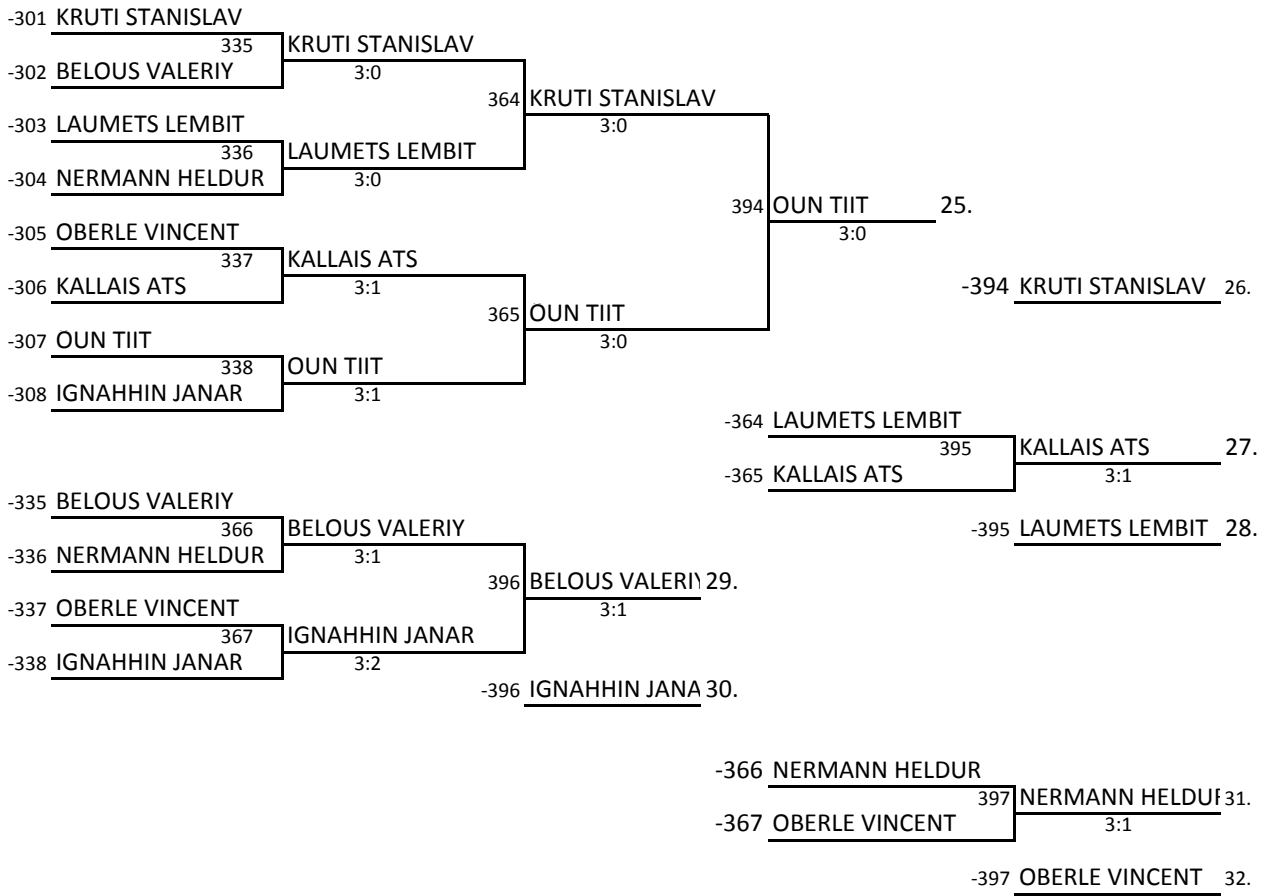 -301 KRUTI STANISLAV
335 KRUTI STANISLAV
-302 BELOUS VALERIY 3:0
364 KRUTI STANISLAV
-303 LAUMETS LEMBIT 3:0
336 LAUMETS LEMBIT
-304 NERMANN HELDUR 3:0
394 OUN TIIT 25.
-305 OBERLE VINCENT 3:0
337 KALLAIS ATS
-306 KALLAIS ATS 3:1 -394 KRUTI STANISLAV 26.
365 OUN TIIT
-307 OUN TIIT 3:0
338 OUN TIIT
-308 IGNAHHIN JANAR 3:1
-364 LAUMETS LEMBIT
395 KALLAIS ATS 27.
-365 KALLAIS ATS 3:1
-335 BELOUS VALERIY
366 BELOUS VALERIY -395 LAUMETS LEMBIT 28.
-336 NERMANN HELDUR 3:1
396 BELOUS VALERI 29.
-337 OBERLE VINCENT 3:1
367 IGNAHHIN JANAR
-338 IGNAHHIN JANAR 3:2
-396 IGNAHHIN JANA 30.
-366 NERMANN HELDUR
397 NERMANN HELDU 31.
-367 OBERLE VINCENT 3:1
-397 OBERLE VINCENT 32.